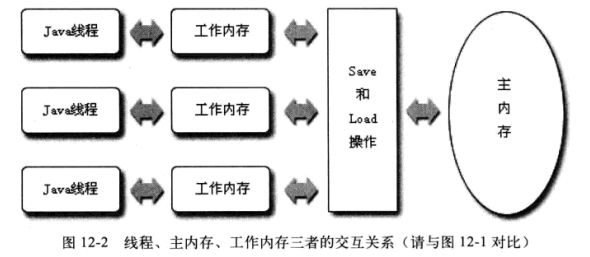 Java线程
工作内存
Java线程
工作内存
Java线程
工作内存
Save
和
Load
操作
主
内
存
图 12-2 线程、主内存、工作内存三者的交互关系（请与图 12-1 对比）